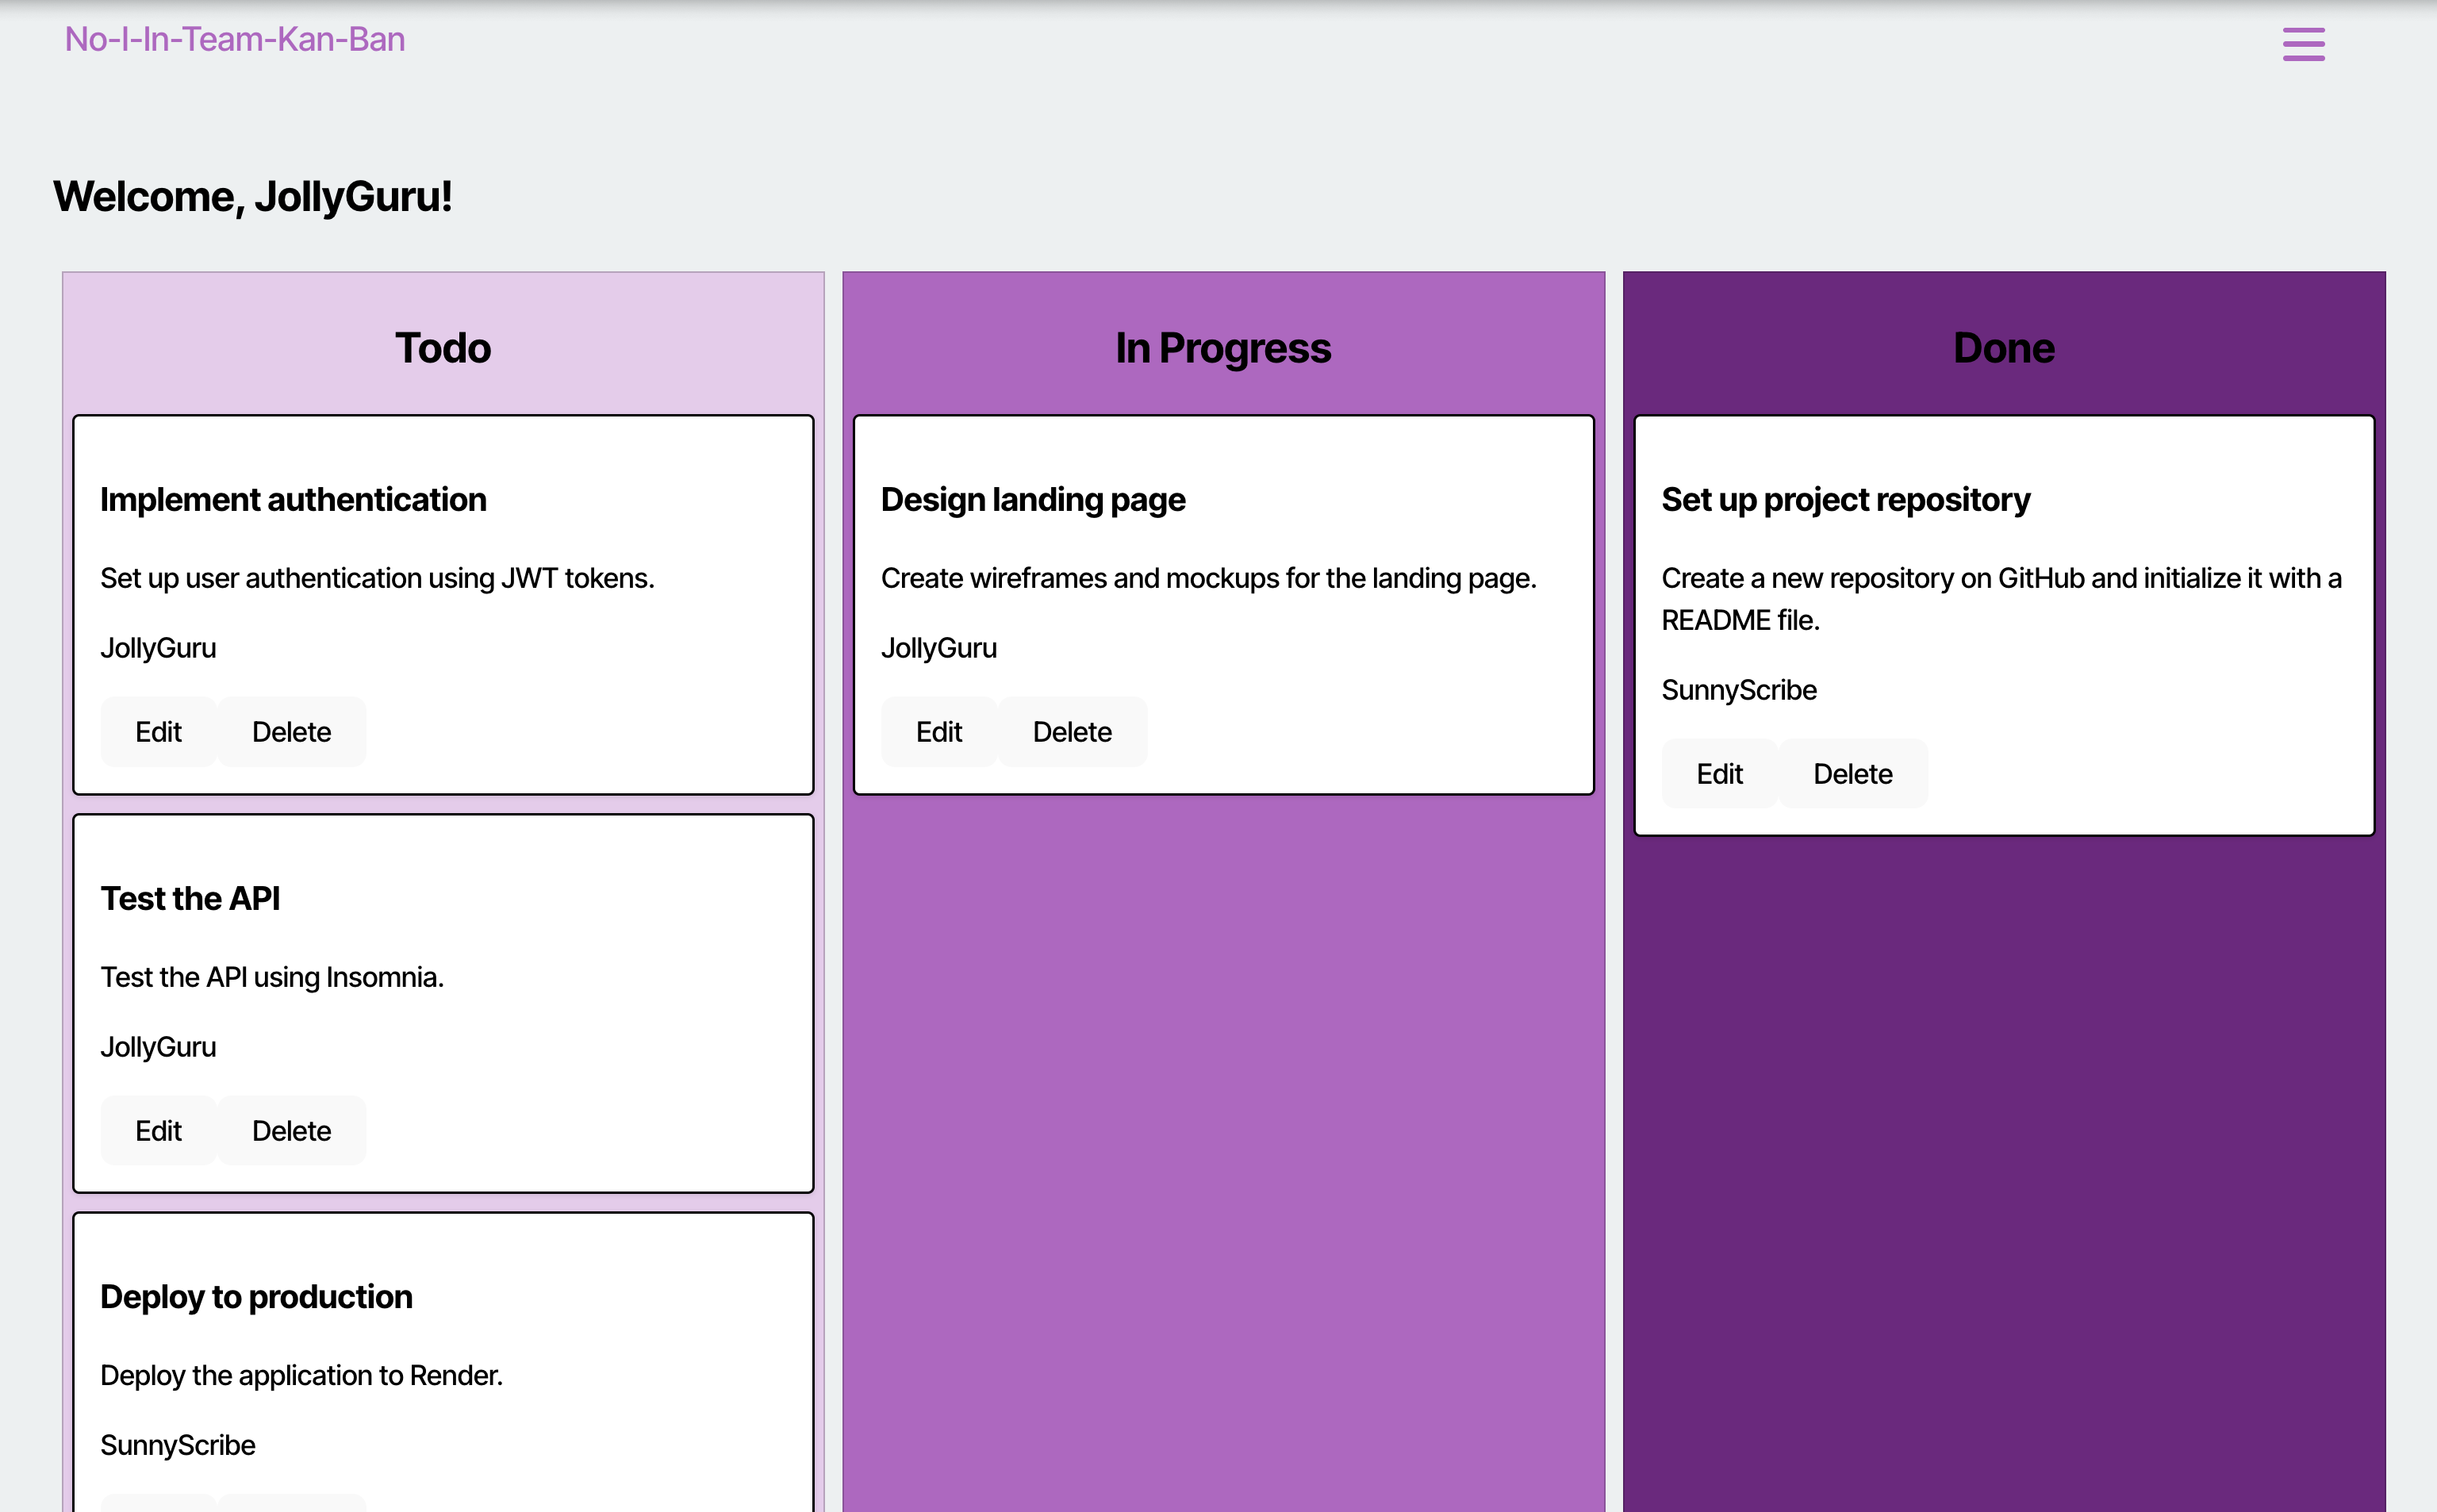 No-I-In-Team-Kan-Ban
Welcome, JollyGuru!
Todo
Implement authentication
Set up user authentication using JWT tokens.
JollyGuru
Edit Delete
Test the API
Test the API using Insomnia.
JollyGuru
Edit Delete
Deploy to production
Deploy the application to Render.
SunnyScribe
In Progress
Design landing page
Create wireframes and mockups for the landing page.
JollyGuru
Edit Delete
Done
Set up project repository
Create a new repository on GitHub and initialize it with a
README file.
SunnyScribe
Edit Delete